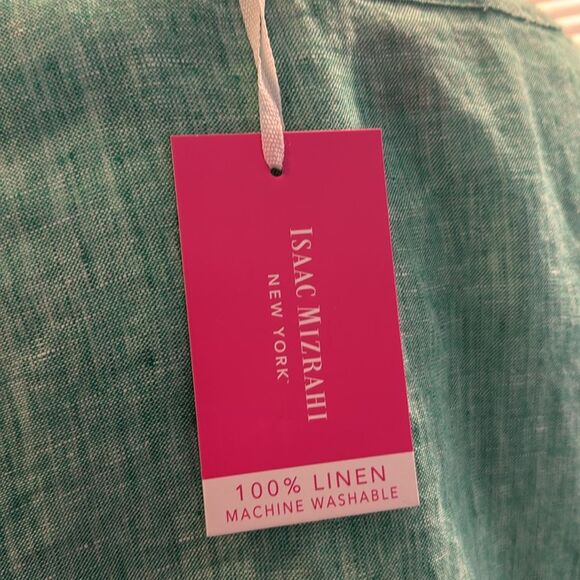 ISAAC MIZRAHI
NEW YORK
100% LINEN
MACHINE WASHABLE